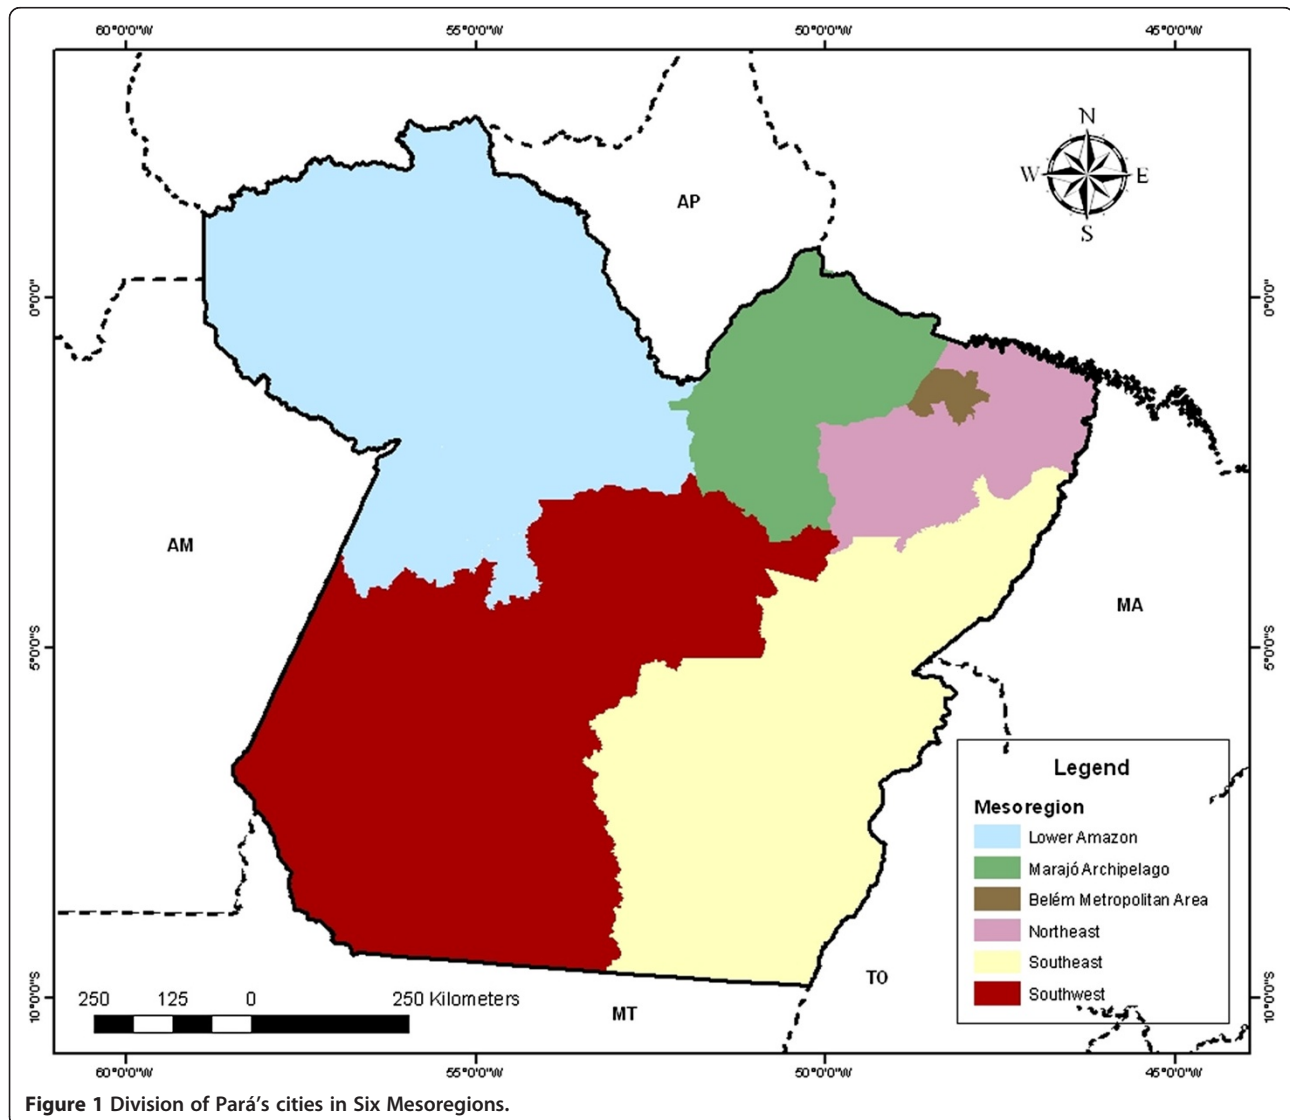 60°0'0"W 55°0'0"W 50°0'0"W 45°0'0"W
N
W E
S
AP
0°0'0" 0°0'0"
AM
MA
5°0'0"S 5°0'0"S
Legend
Mesoregion
Lower Amazon
Marajó Archipelago
Belém Metropolitan Area
Northeast
Southeast
Southwest
TO
250 125 0 250 Kilometers
MT
10°0'0"S 10°0'0"S
60°0'0"W 55°0'0"W 50°0'0"W 45°0'0"W
Figure 1 Division of Pará's cities in Six Mesoregions.